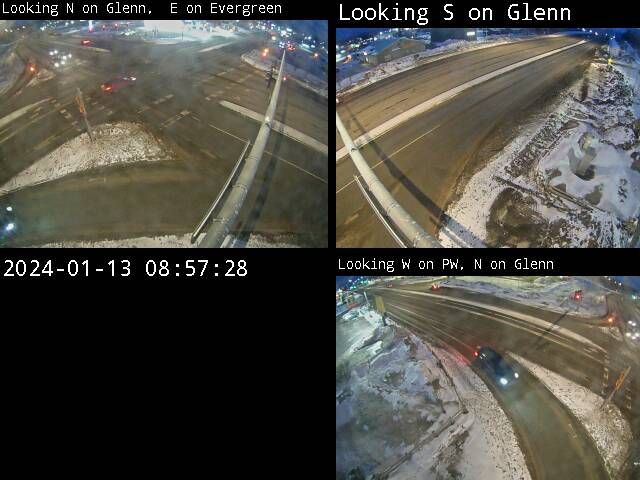 Looking N on Glenn,  E on Evergreen
Looking S on Glenn
2024-01-13 08:57:28
Looking W on PW, N on Glenn